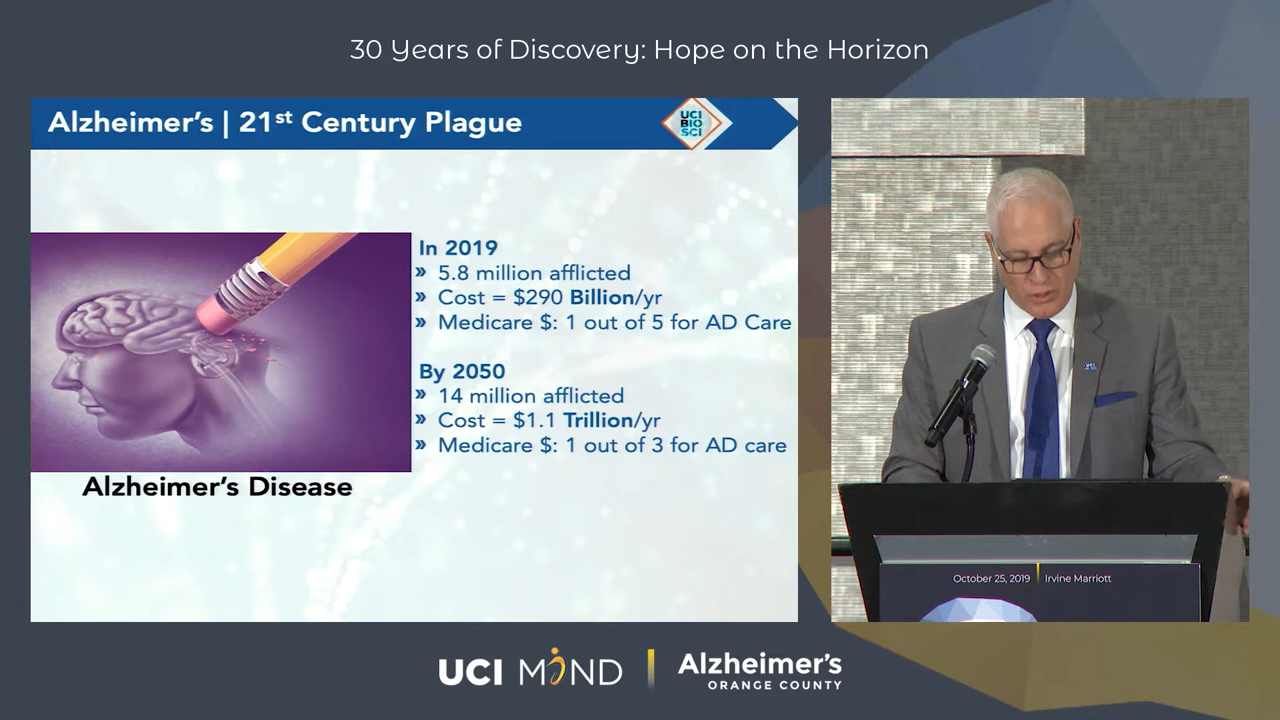 30 Years of Discovery: Hope on the Horizon
Alzheimer's | 21st Century Plague
UCI
BIO
SCI
In 2019
» 5.8 million afflicted
» Cost = $290 Billion/yr
» Medicare $: 1 out of 5 for AD Care
By 2050
» 14 million afflicted
» Cost = $1.1 Trillion/yr
» Medicare $: 1 out of 3 for AD care
Alzheimer's Disease
October 25, 2019 | Irvine Marriott
UCI MIND | Alzheimer's
ORANGE COUNTY